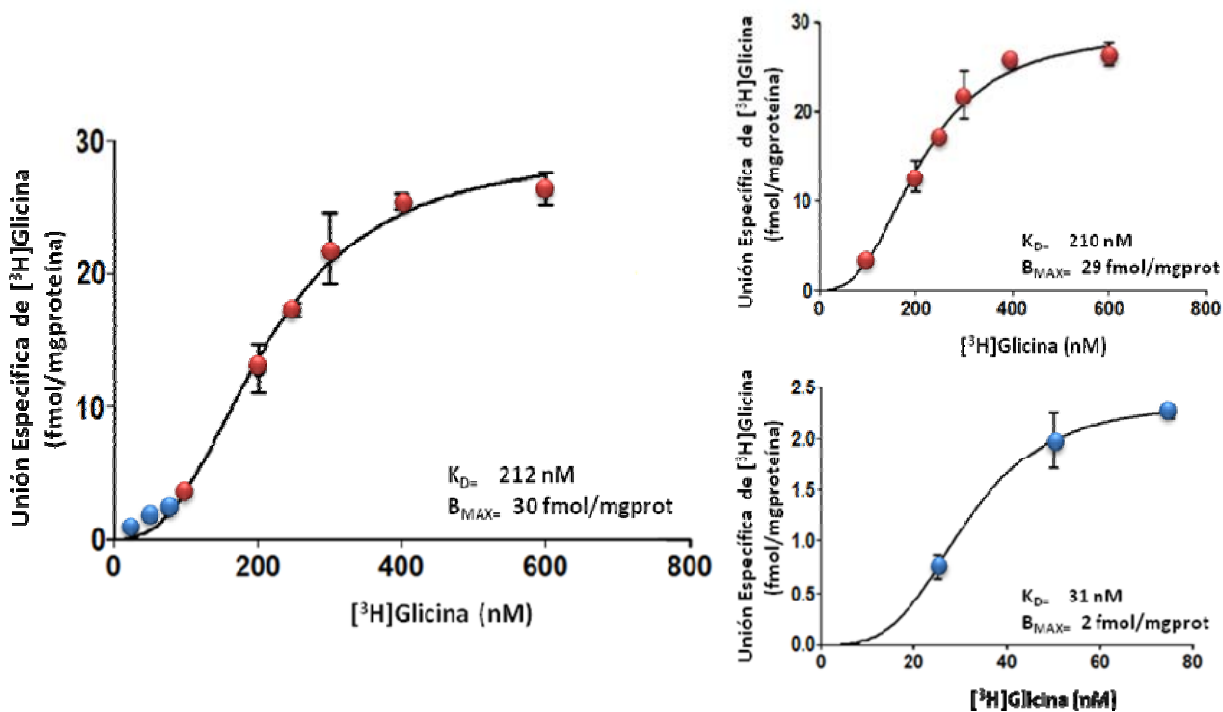 Unión Específica de [³H]Glicina
(fmol/mgproteína)
30
20
10
0
0 200 400 600 800
[³H]Glicina (nM)
K_D= 212 nM
B_MAX= 30 fmol/mgprot
Unión Específica de [³H]Glicina
(fmol/mgproteína)
30
20
10
0
0 200 400 600 800
[³H]Glicina (nM)
K_D= 210 nM
B_MAX= 29 fmol/mgprot
Unión Específica de [³H]Glicina
(fmol/mgproteína)
2.5
2.0
1.5
1.0
0.5
0.0
0 20 40 60 80
[³H]Glicina (nM)
K_D= 31 nM
B_MAX= 2 fmol/mgprot